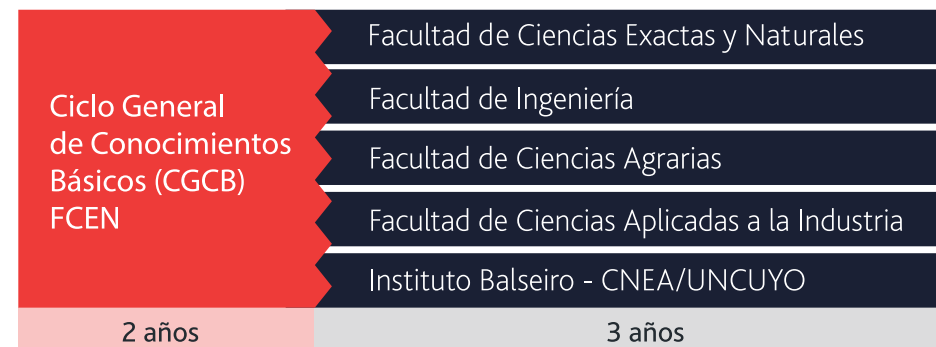 Ciclo General
de Conocimientos
Básicos (CGCB)
FCEN
Facultad de Ciencias Exactas y Naturales
Facultad de Ingeniería
Facultad de Ciencias Agrarias
Facultad de Ciencias Aplicadas a la Industria
Instituto Balseiro - CNEA/UNCUYO
2 años
3 años